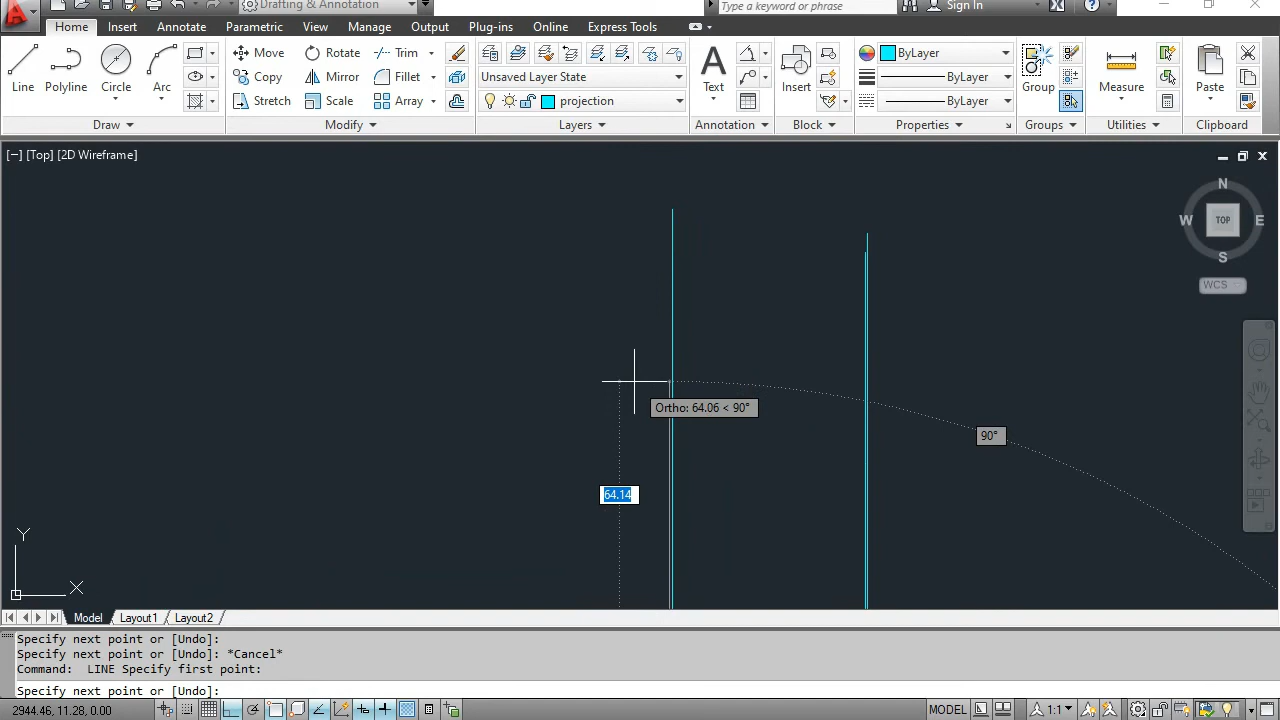 Drafting & Annotation
Type a keyword or phrase
Sign In
Home Insert Annotate Parametric View Manage Output Plug-ins Online Express Tools
Line Polyline Circle Arc
Move Rotate Trim
Copy Mirror Fillet
Stretch Scale Array
Unsaved Layer State
projection
Text
Insert
ByLayer
ByLayer
ByLayer
Group
Measure
Paste
Draw Modify Layers Annotation Block Properties Groups Utilities Clipboard
[−] [Top] [2D Wireframe]
N
W TOP E
S
WCS
Ortho: 64.06 < 90°
90°
64.14
Y
X
Model Layout1 Layout2
Specify next point or [Undo]:
Specify next point or [Undo]: *Cancel*
Command:  LINE Specify first point:
Specify next point or [Undo]:
2944.46, 11.28, 0.00
MODEL
1:1